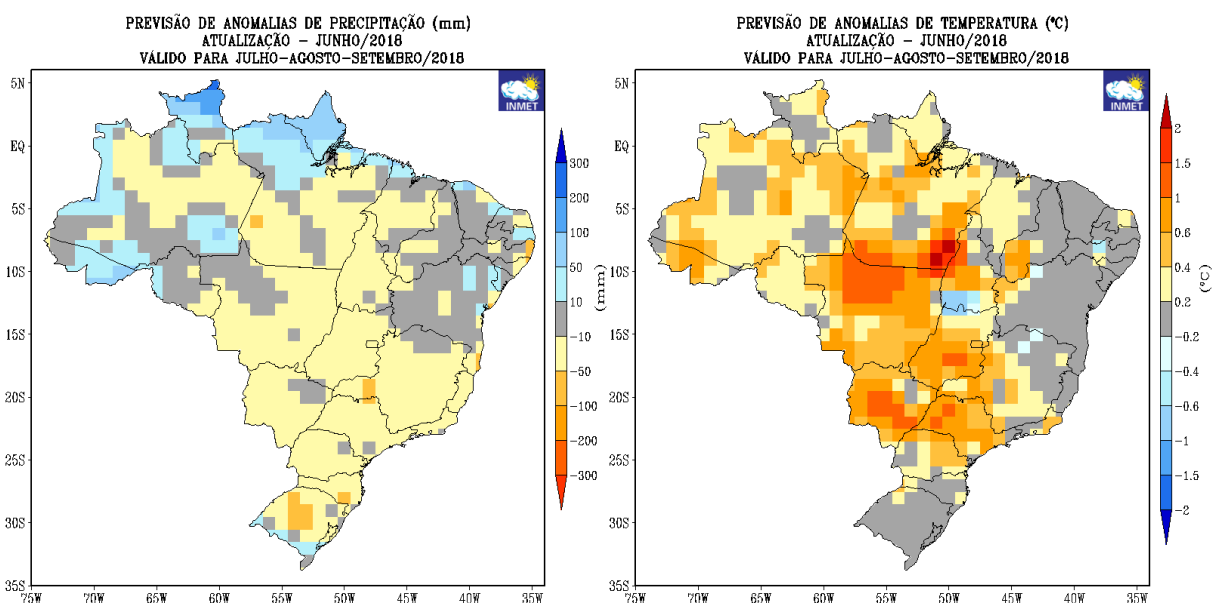 PREVISÃO DE ANOMALIAS DE PRECIPITAÇÃO (mm)
ATUALIZAÇÃO – JUNHO/2018
VÁLIDO PARA JULHO–AGOSTO–SETEMBRO/2018
INMET
5N
EQ
5S
10S
15S
20S
25S
30S
35S
75W
70W
65W
60W
55W
50W
45W
40W
35W
300
200
100
50
10
–10
–50
–100
–200
–300
(mm)
PREVISÃO DE ANOMALIAS DE TEMPERATURA (°C)
ATUALIZAÇÃO – JUNHO/2018
VÁLIDO PARA JULHO–AGOSTO–SETEMBRO/2018
INMET
5N
EQ
5S
10S
15S
20S
25S
30S
35S
75W
70W
65W
60W
55W
50W
45W
40W
35W
2
1.5
1
0.6
0.4
0.2
–0.2
–0.4
–0.6
–1
–1.5
–2
(°C)